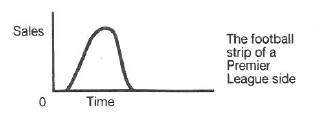 Sales
The football
strip of a
Premier
League side
0
Time